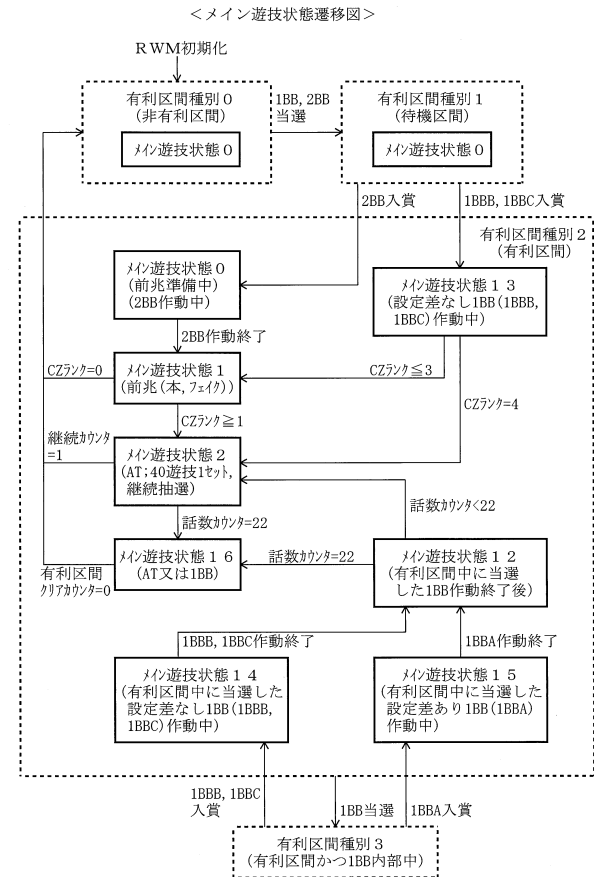 ＜メイン遊技状態遷移図＞
ＲＷＭ初期化
有利区間種別０
(非有利区間)
ﾒｲﾝ遊技状態０
1BB, 2BB
当選
有利区間種別１
(待機区間)
ﾒｲﾝ遊技状態０
2BB入賞
1BBB, 1BBC入賞
有利区間種別２
(有利区間)
ﾒｲﾝ遊技状態０
(前兆準備中)
(2BB作動中)
ﾒｲﾝ遊技状態１３
(設定差なし1BB(1BBB,
1BBC)作動中)
2BB作動終了
CZﾗﾝｸ=0
ﾒｲﾝ遊技状態１
(前兆(本,ﾌｪｲｸ))
CZﾗﾝｸ≦3
CZﾗﾝｸ=4
CZﾗﾝｸ≧1
継続ｶｳﾝﾀ
=1
ﾒｲﾝ遊技状態２
(AT;40遊技1ｾｯﾄ,
継続抽選)
話数ｶｳﾝﾀ<22
話数ｶｳﾝﾀ=22
ﾒｲﾝ遊技状態１６
(AT又は1BB)
話数ｶｳﾝﾀ=22
ﾒｲﾝ遊技状態１２
(有利区間中に当選
した1BB作動終了後)
有利区間
ｸﾘｱｶｳﾝﾀ=0
1BBB, 1BBC作動終了
1BBA作動終了
ﾒｲﾝ遊技状態１４
(有利区間中に当選した
設定差なし1BB(1BBB,
1BBC)作動中)
ﾒｲﾝ遊技状態１５
(有利区間中に当選した
設定差あり1BB(1BBA)
作動中)
1BBB, 1BBC
入賞
1BB当選
1BBA入賞
有利区間種別３
(有利区間かつ1BB内部中)